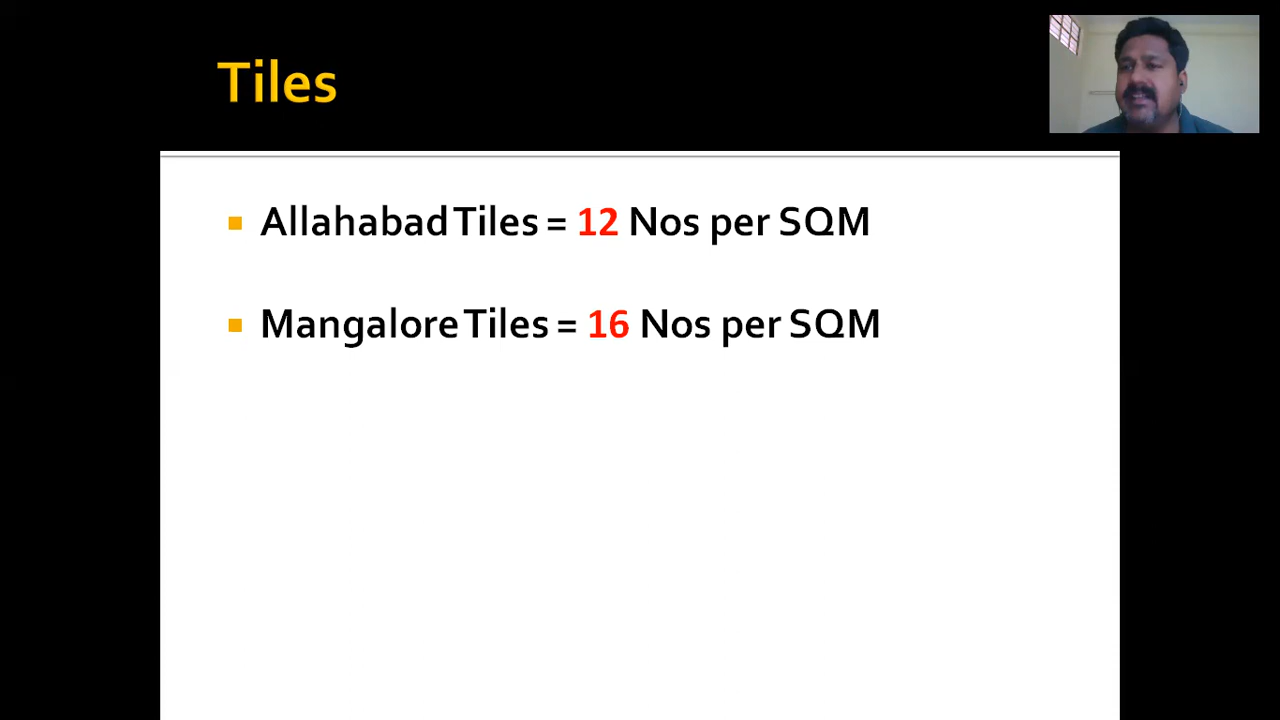 Tiles
Allahabad Tiles = 12 Nos per SQM
Mangalore Tiles = 16 Nos per SQM